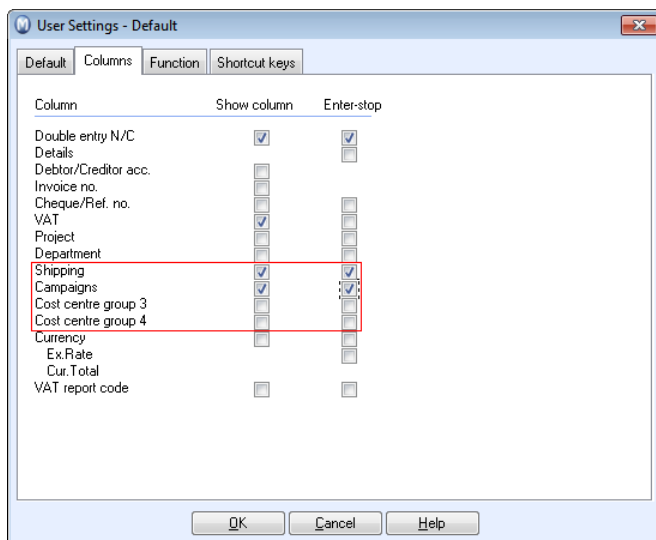 User Settings - Default
Default Columns Function Shortcut keys
Column Show column Enter-stop
Double entry N/C
Details
Debtor/Creditor acc.
Invoice no.
Cheque/Ref. no.
VAT
Project
Department
Shipping
Campaigns
Cost centre group 3
Cost centre group 4
Currency
Ex.Rate
Cur.Total
VAT report code
OK Cancel Help